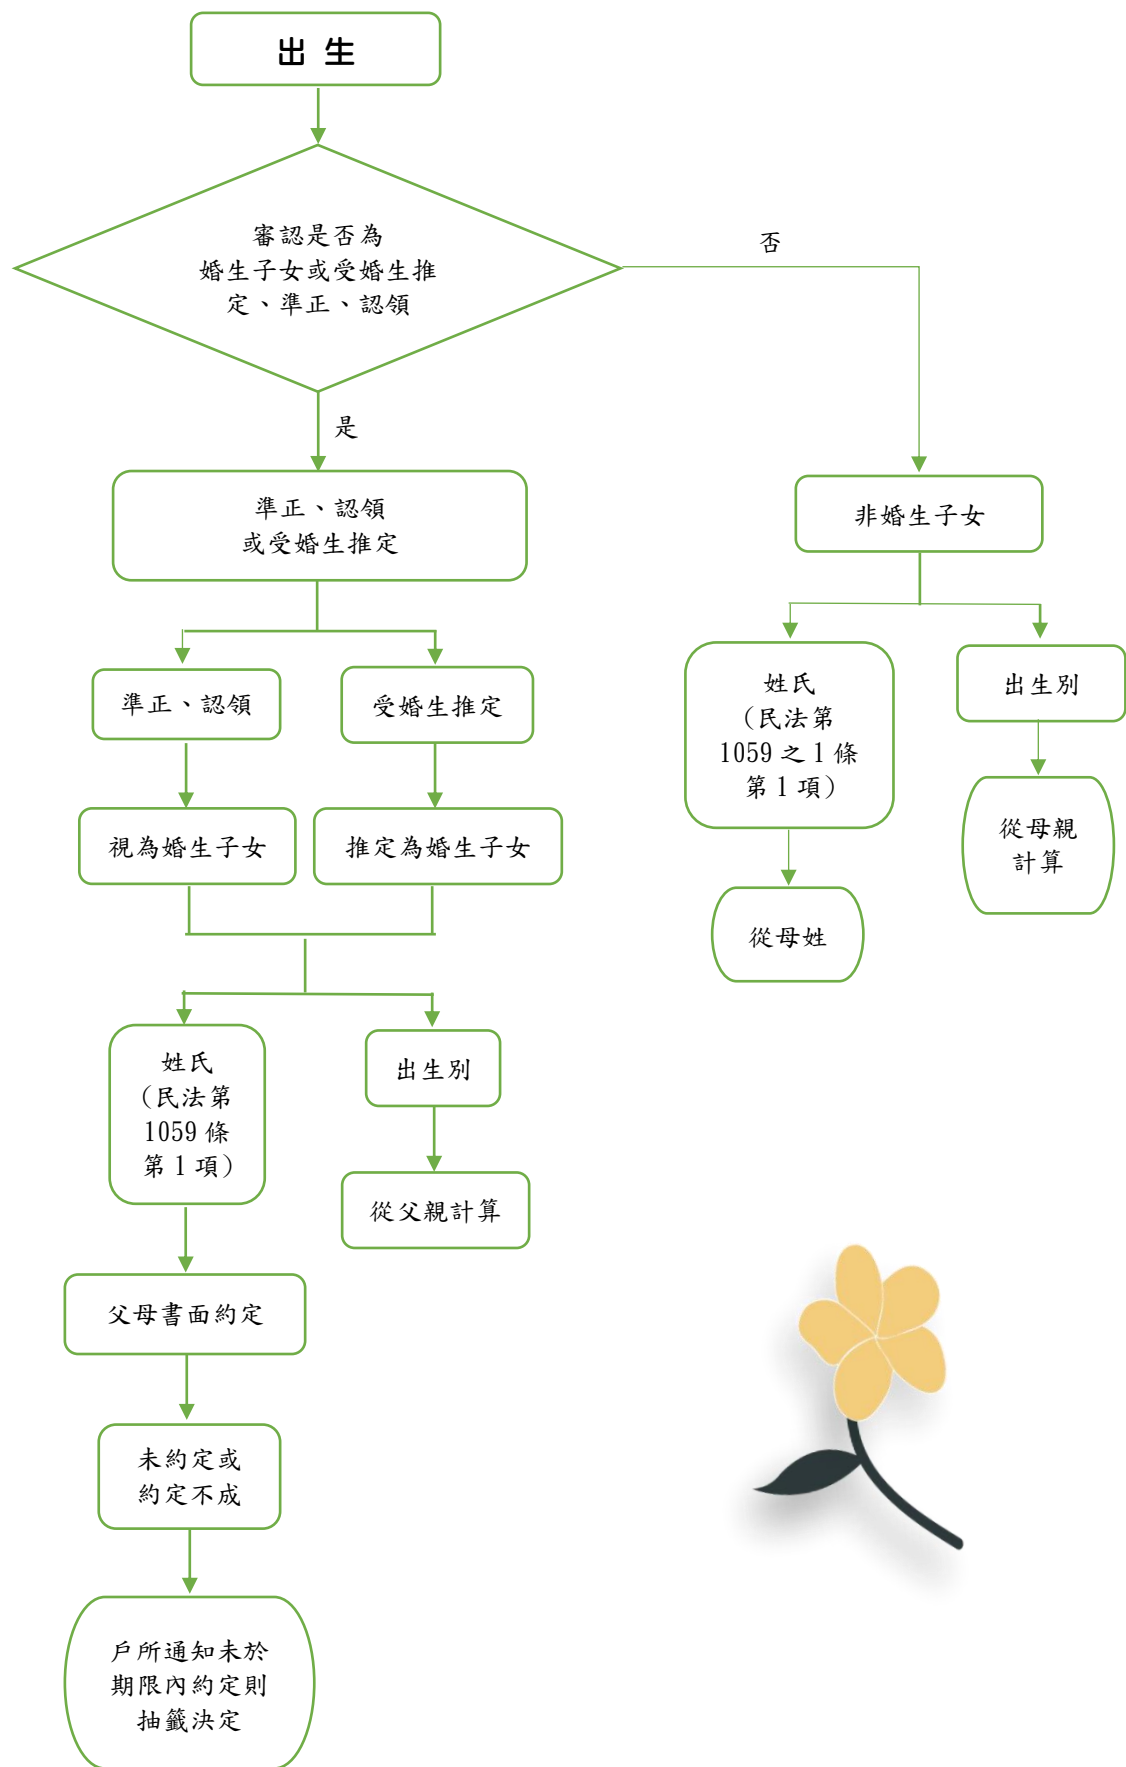 出 生
審認是否為
婚生子女或受婚生推
定、準正、認領
否
是
準正、認領
或受婚生推定
非婚生子女
準正、認領
受婚生推定
視為婚生子女
推定為婚生子女
姓氏
(民法第
1059 之 1 條
第 1 項)
出生別
從母姓
從母親
計算
姓氏
(民法第
1059 條
第 1 項)
出生別
從父親計算
父母書面約定
未約定或
約定不成
戶所通知未於
期限內約定則
抽籤決定